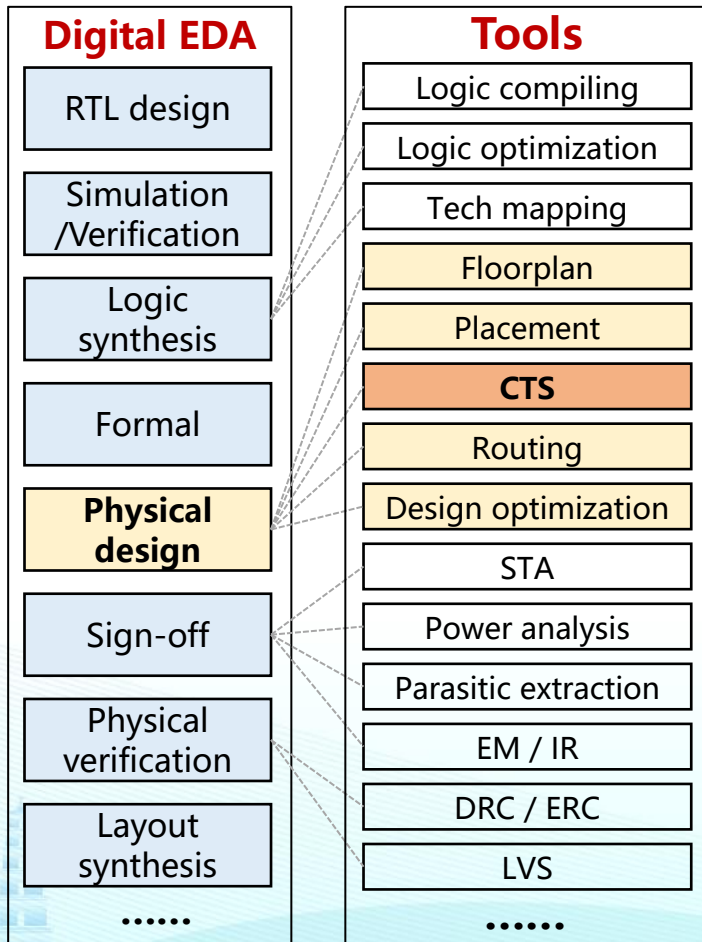 Digital EDA
RTL design
Simulation
/Verification
Logic
synthesis
Formal
Physical
design
Sign-off
Physical
verification
Layout
synthesis
......
Tools
Logic compiling
Logic optimization
Tech mapping
Floorplan
Placement
CTS
Routing
Design optimization
STA
Power analysis
Parasitic extraction
EM / IR
DRC / ERC
LVS
......